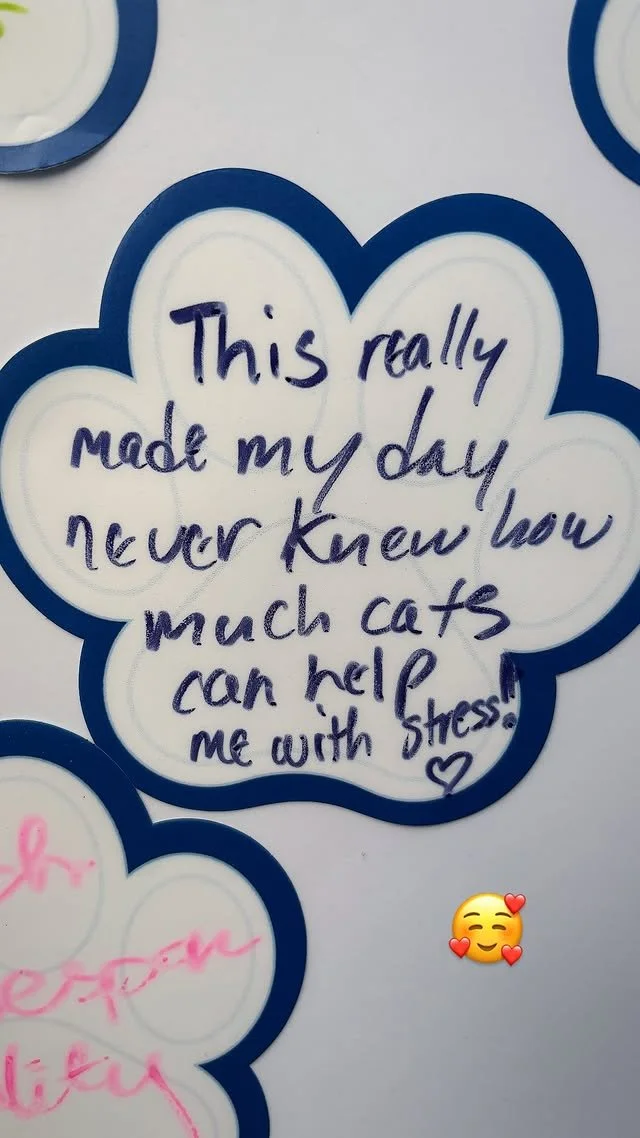 This really
made my day
never knew how
much cats
can help
me with stress!!
♡